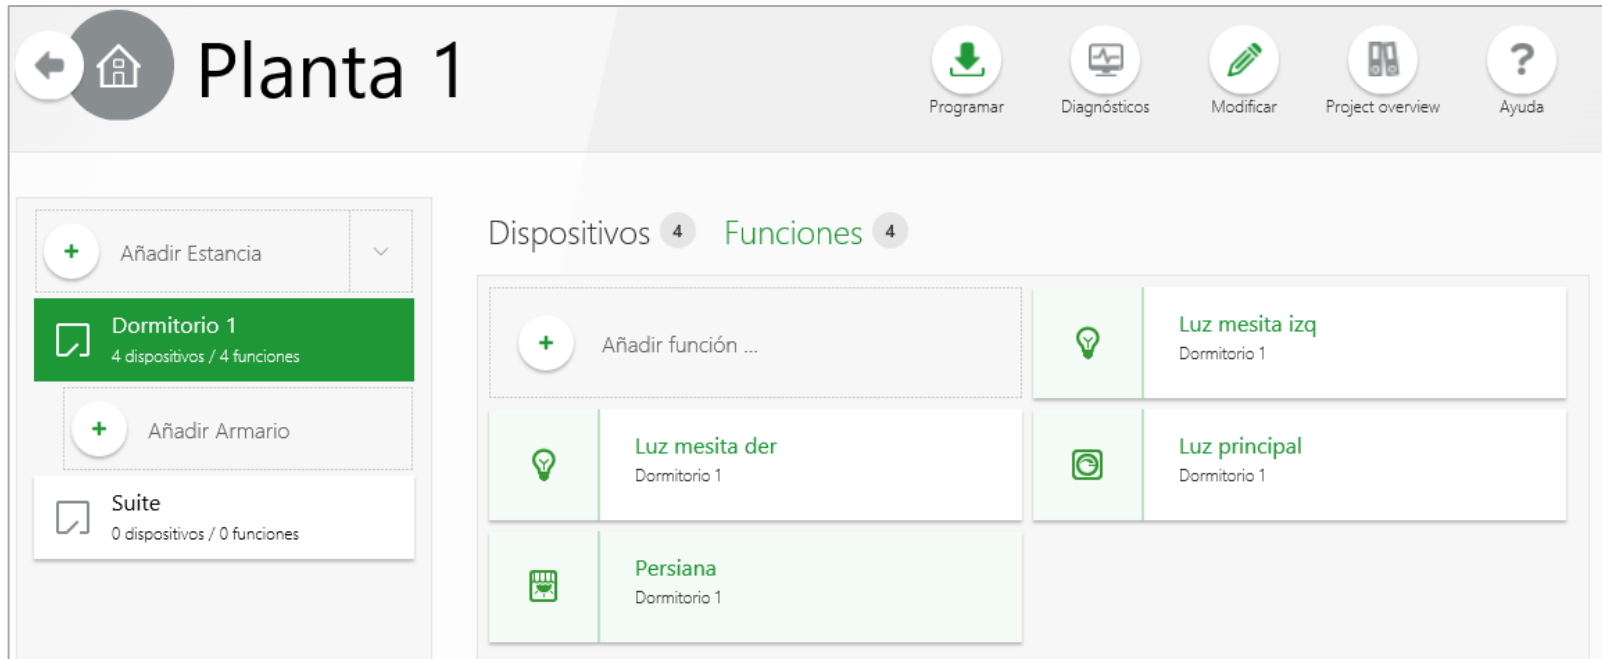 Planta 1
Programar
Diagnósticos
Modificar
Project overview
?
Ayuda
+ Añadir Estancia
Dormitorio 1
4 dispositivos / 4 funciones
+ Añadir Armario
Suite
0 dispositivos / 0 funciones
Dispositivos 4 Funciones 4
+ Añadir función ...
Luz mesita izq
Dormitorio 1
Luz mesita der
Dormitorio 1
Luz principal
Dormitorio 1
Persiana
Dormitorio 1